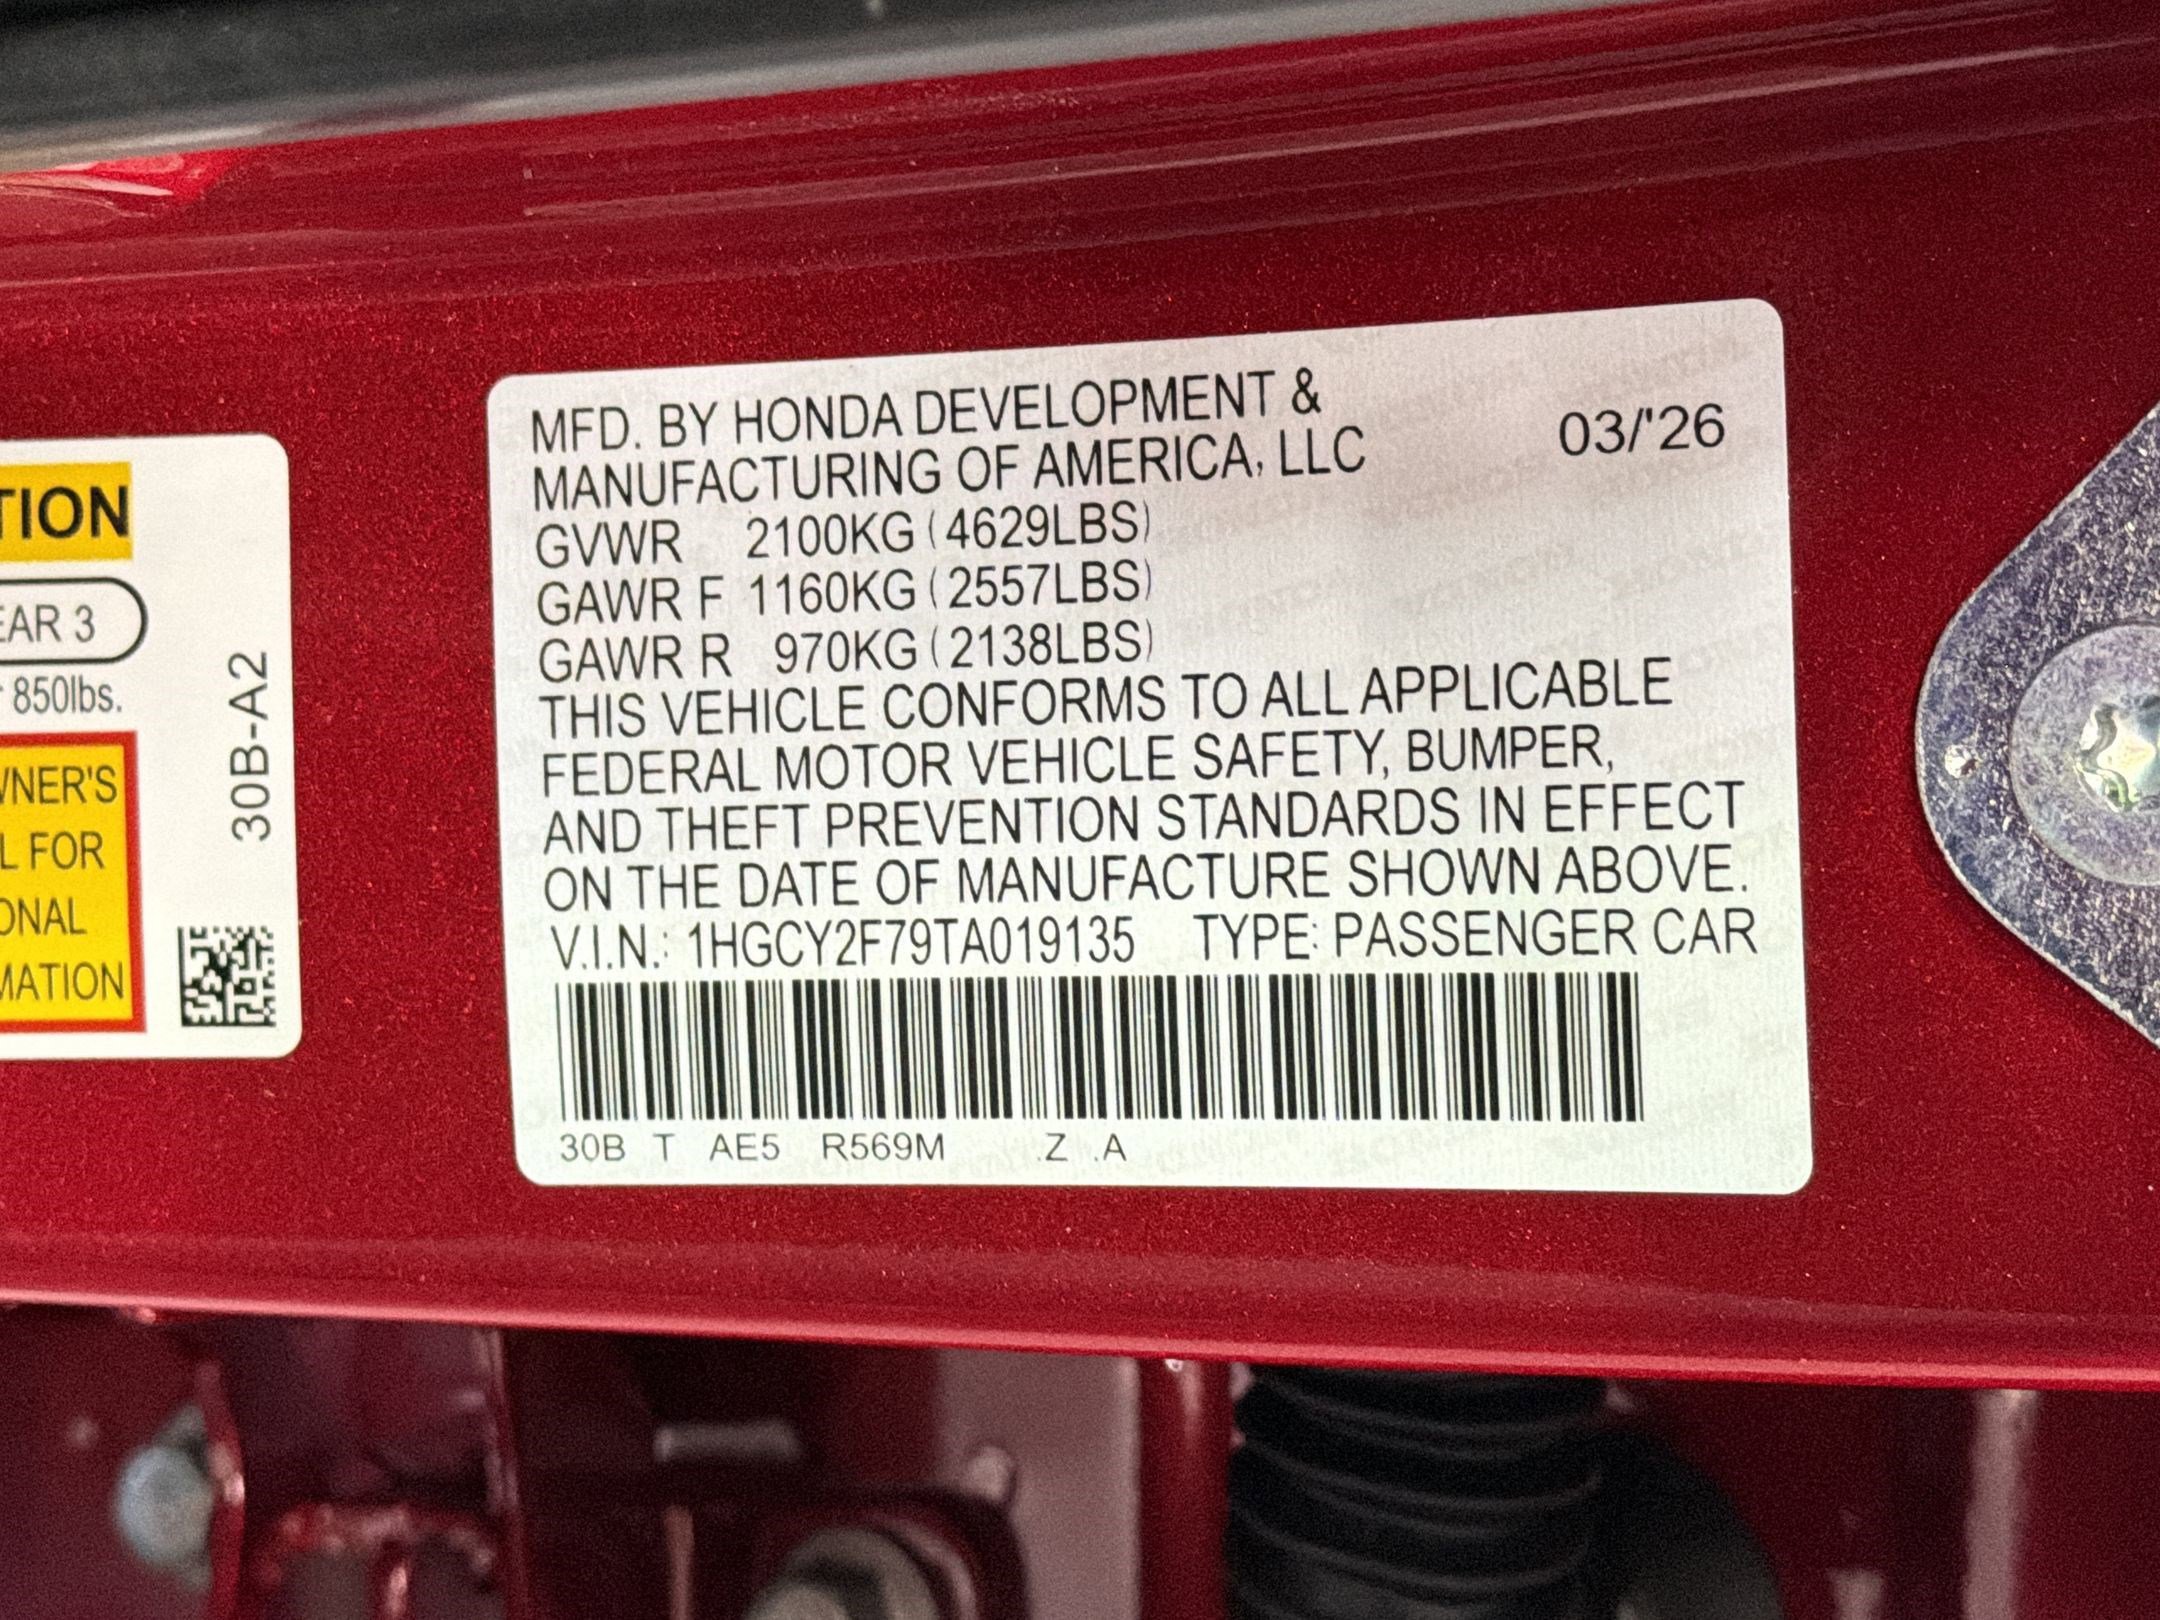 TION
EAR 3
850lbs.
WNER'S
L FOR
ONAL
MATION
30B-A2
MFD. BY HONDA DEVELOPMENT &
MANUFACTURING OF AMERICA, LLC
03/'26
GVWR 2100KG (4629LBS)
GAWR F 1160KG (2557LBS)
GAWR R 970KG (2138LBS)
THIS VEHICLE CONFORMS TO ALL APPLICABLE
FEDERAL MOTOR VEHICLE SAFETY, BUMPER,
AND THEFT PREVENTION STANDARDS IN EFFECT
ON THE DATE OF MANUFACTURE SHOWN ABOVE.
V.I.N.: 1HGCY2F79TA019135 TYPE: PASSENGER CAR
30B T AE5 R569M .Z .A